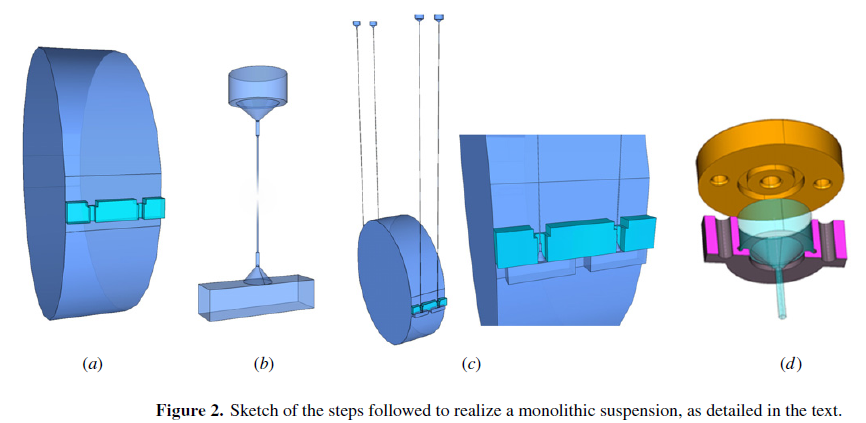 (a)
(b)
(c)
(d)
Figure 2. Sketch of the steps followed to realize a monolithic suspension, as detailed in the text.